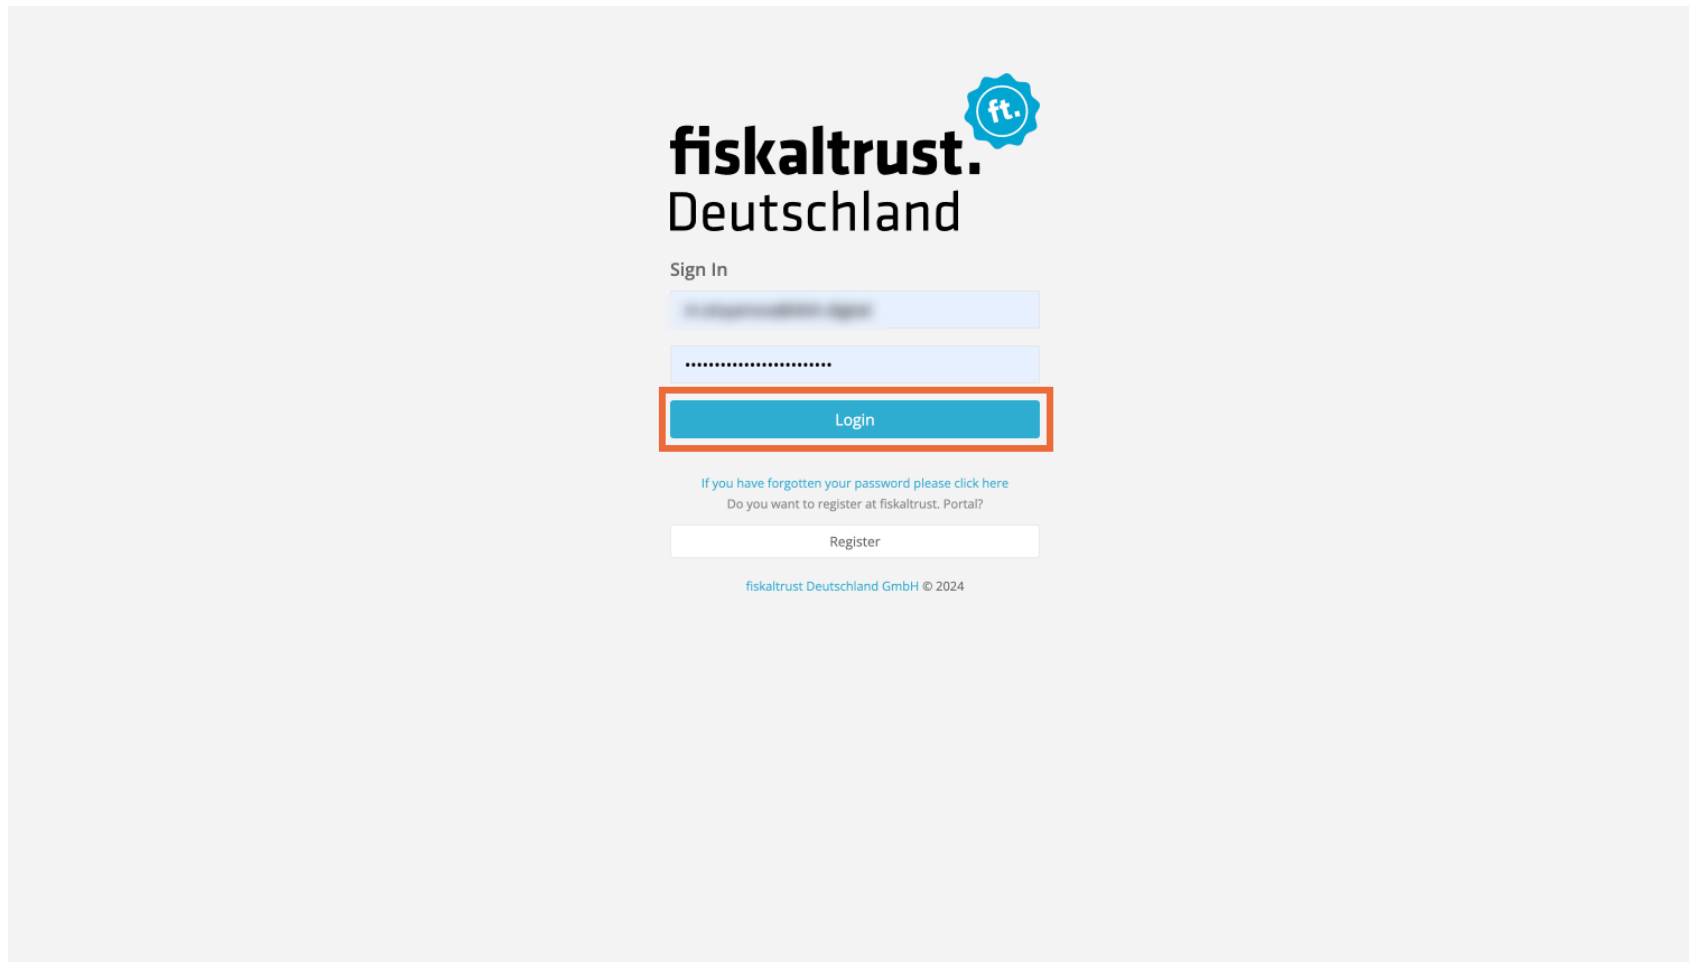 ft.
fiskaltrust.
Deutschland
Sign In
Login
If you have forgotten your password please click here
Do you want to register at fiskaltrust. Portal?
Register
fiskaltrust Deutschland GmbH © 2024